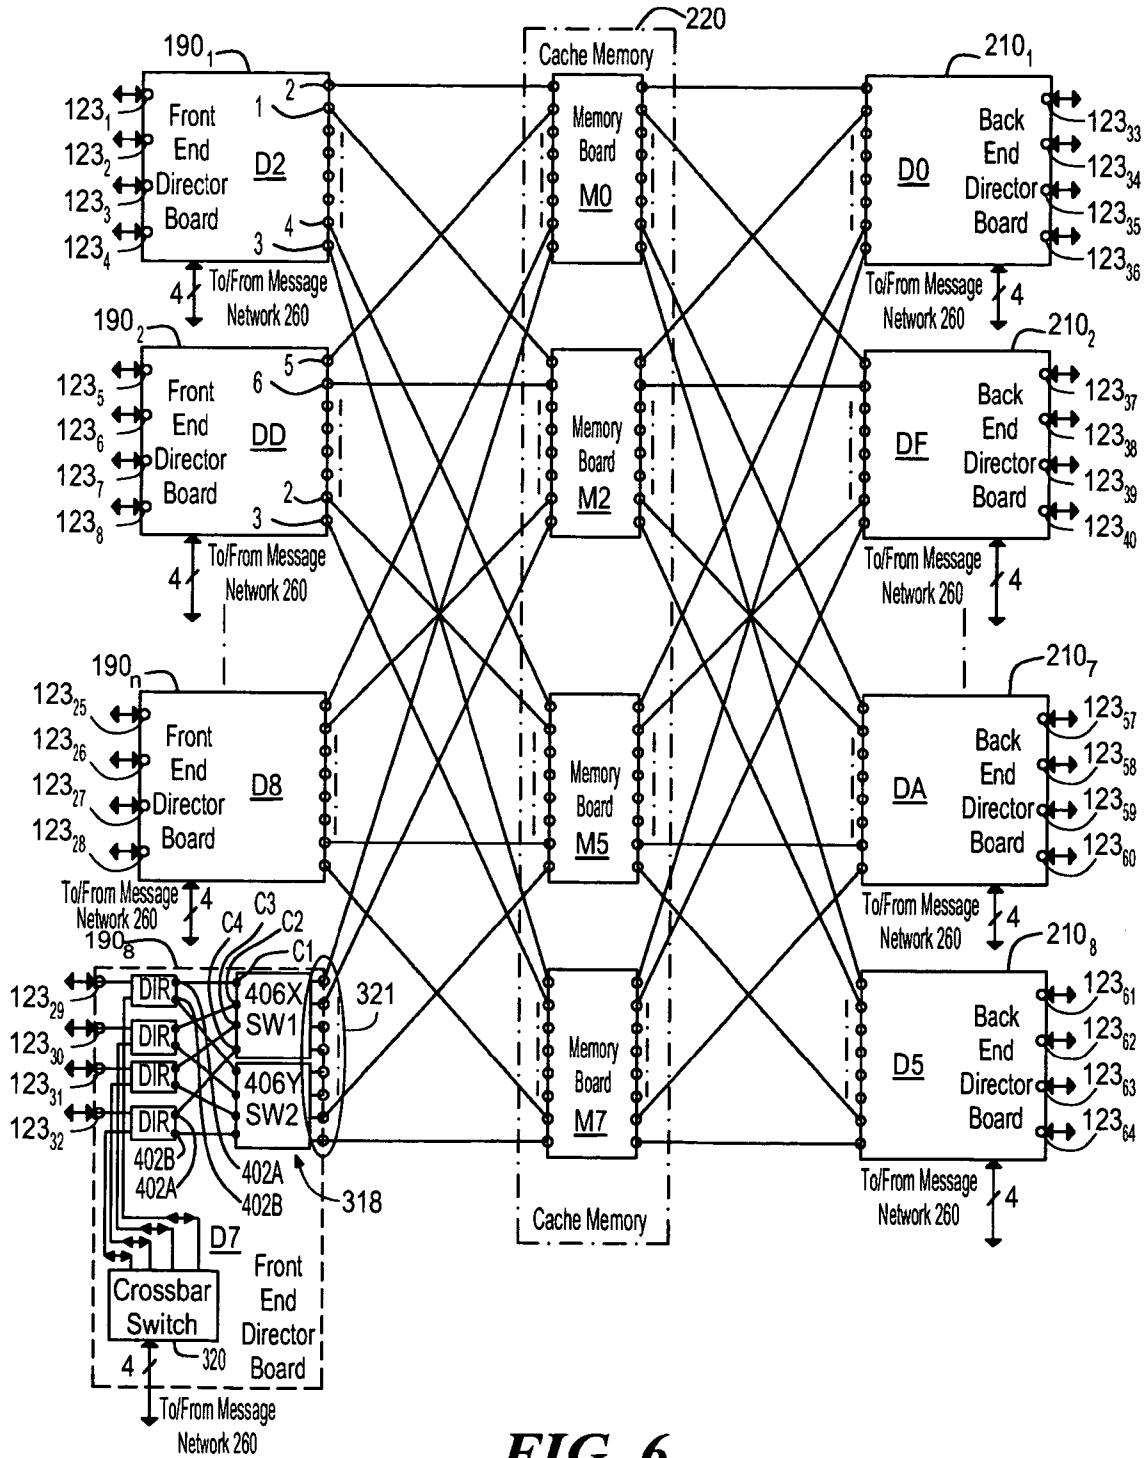 220
190₁
Cache Memory
210₁
123₁
123₂
123₃
123₄
Front
End
Director
Board
D2
2
1
4
3
Memory
Board
M0
D0
Back
End
Director
Board
123₃₃
123₃₄
123₃₅
123₃₆
4
To/From Message
Network 260
To/From Message
Network 260
4
190₂
210₂
123₅
123₆
123₇
123₈
Front
End
Director
Board
DD
5
6
2
3
Memory
Board
M2
DF
Back
End
Director
Board
123₃₇
123₃₈
123₃₉
123₄₀
4
To/From Message
Network 260
To/From Message
Network 260
4
190ₙ
210₇
123₂₅
123₂₆
123₂₇
123₂₈
Front
End
Director
Board
D8
Memory
Board
M5
DA
Back
End
Director
Board
123₅₇
123₅₈
123₅₉
123₆₀
To/From Message
Network 260
4
To/From Message
Network 260
4
190₈
C4
C3
C2
C1
210₈
123₂₉
123₃₀
123₃₁
123₃₂
DIR
DIR
DIR
DIR
406X
SW1
406Y
SW2
321
402B
402A
402A
402B
318
Memory
Board
M7
D5
Back
End
Director
Board
123₆₁
123₆₂
123₆₃
123₆₄
To/From Message
Network 260
4
Cache Memory
D7
Front
End
Director
Board
Crossbar
Switch
320
4
To/From Message
Network 260
FIG. 6